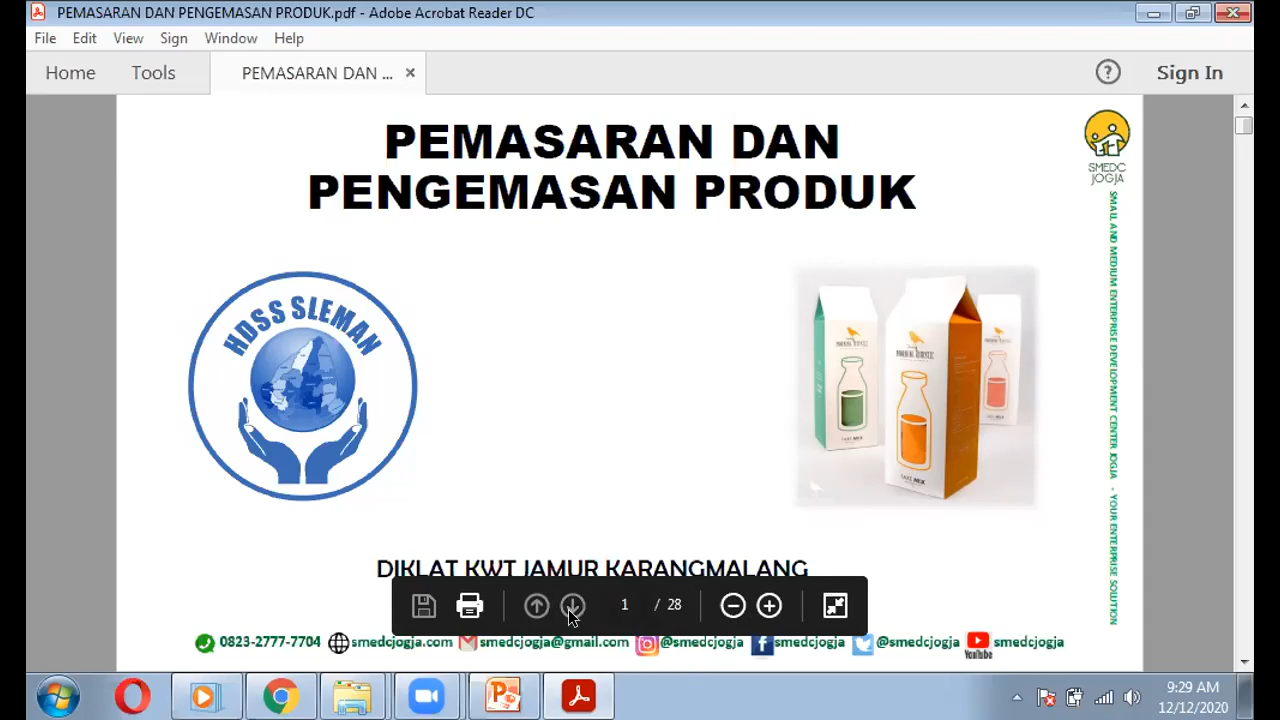 PEMASARAN DAN PENGEMASAN PRODUK.pdf - Adobe Acrobat Reader DC
File Edit View Sign Window Help
Home Tools PEMASARAN DAN ... × ? Sign In
PEMASARAN DAN
PENGEMASAN PRODUK
SMEDC
JOGJA
SMALL AND MEDIUM ENTERPRISE DEVELOPMENT CENTER JOGJA - YOUR ENTERPRISE SOLUTION
HDSS SLEMAN
DIKLAT KWT JAMUR KARANGMALANG
1 / 28
0823-2777-7704 smedcjogja.com smedcjogja@gmail.com @smedcjogja smedcjogja @smedcjogja YouTube smedcjogja
9:29 AM
12/12/2020